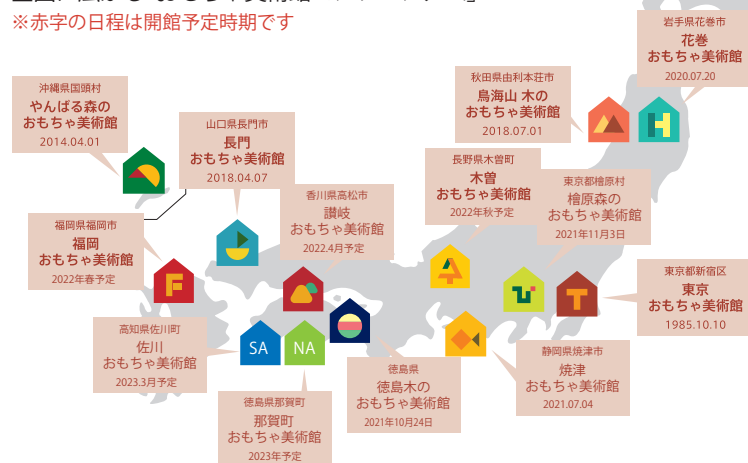 ※赤字の日程は開館予定時期です
岩手県花巻市
花巻
おもちゃ美術館
2020.07.20
秋田県由利本荘市
鳥海山 木の
おもちゃ美術館
2018.07.01
沖縄県国頭村
やんばる森の
おもちゃ美術館
2014.04.01
山口県長門市
長門
おもちゃ美術館
2018.04.07
長野県木曽町
木曽
おもちゃ美術館
2022年秋予定
東京都檜原村
檜原森の
おもちゃ美術館
2021年11月3日
香川県高松市
讃岐
おもちゃ美術館
2022.4月予定
福岡県福岡市
福岡
おもちゃ美術館
2022年春予定
東京都新宿区
東京
おもちゃ美術館
1985.10.10
高知県佐川町
佐川
おもちゃ美術館
2023.3月予定
SA
NA
徳島県那賀町
那賀町
おもちゃ美術館
2023年予定
徳島県
徳島木の
おもちゃ美術館
2021年10月24日
静岡県焼津市
焼津
おもちゃ美術館
2021.07.04
F
T
H